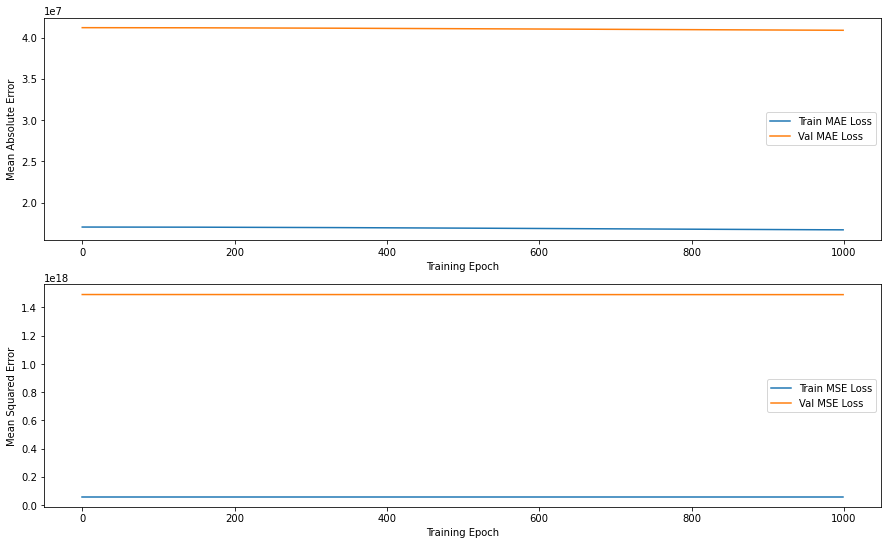 1e7
4.0
3.5
3.0
2.5
2.0
Mean Absolute Error
Train MAE Loss
Val MAE Loss
0 200 400 600 800 1000
Training Epoch
1e18
1.4
1.2
1.0
0.8
0.6
0.4
0.2
0.0
Mean Squared Error
Train MSE Loss
Val MSE Loss
0 200 400 600 800 1000
Training Epoch